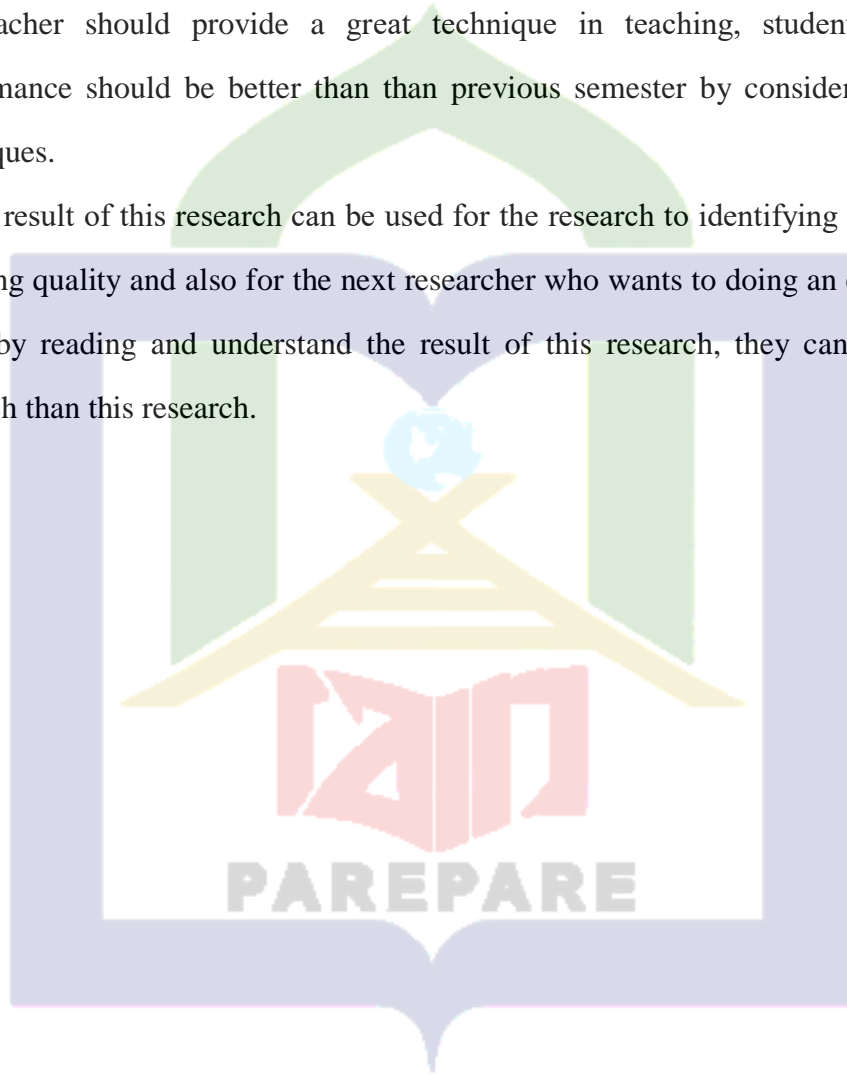 acher should provide a great technique in teaching, student
mance should be better than than previous semester by consider
ques.
result of this research can be used for the research to identifying
ng quality and also for the next researcher who wants to doing an
by reading and understand the result of this research, they can
h than this research.
iain
PAREPARE